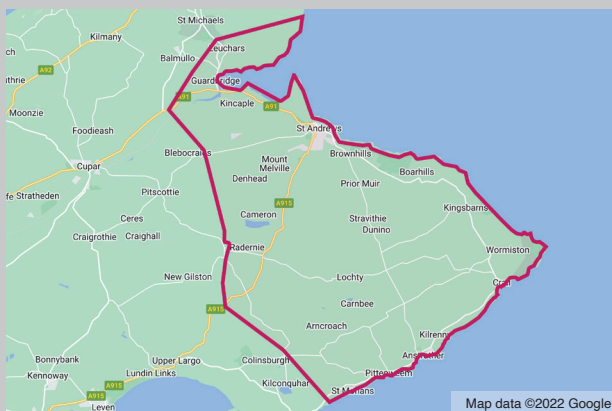 St Michaels
Kilmany
Leuchars
Balmullo
A92
Guardbridge
A91
Kincaple
A91
Moonzie
Foodieash
St Andrews
Blebocraigs
Brownhills
Cupar
Mount
Melville
Boarhills
Denhead
Prior Muir
Stratheden
Pitscottie
A915
Kingsbarns
Ceres
Cameron
Stravithie
Craigrothie
Craighall
Dunino
Radernie
Wormiston
New Gilston
Lochty
Crail
A915
Carnbee
Arncroach
Kilrenny
Bonnybank
Upper Largo
Colinsburgh
Anstruther
Kennoway
Lundin Links
Pittenweem
Kilconquhar
St Monans
A915
Leven
Map data ©2022 Google